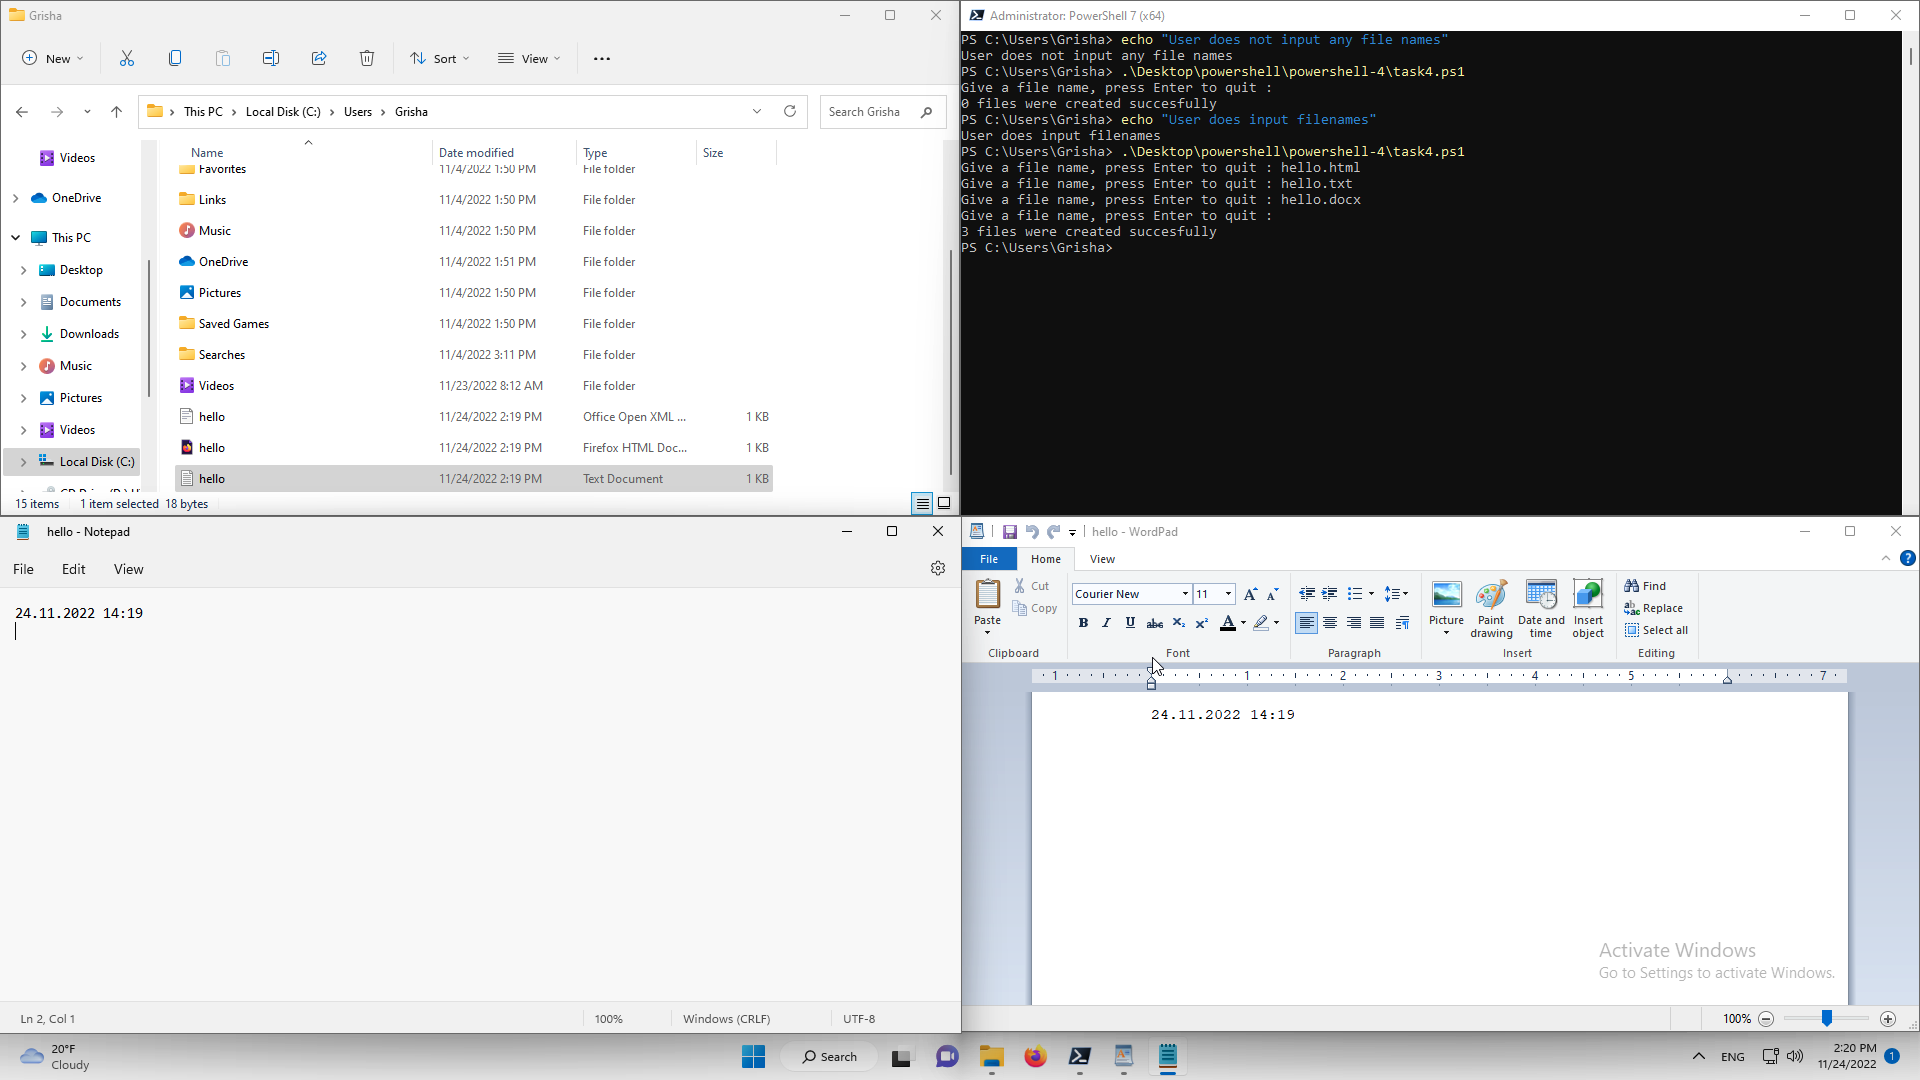 Grisha
New
Sort
View
This PC
Local Disk (C:)
Users
Grisha
Search Grisha
Videos
OneDrive
This PC
Desktop
Documents
Downloads
Music
Pictures
Videos
Local Disk (C:)
Name Date modified Type Size
Favorites 11/4/2022 1:50 PM File folder
Links 11/4/2022 1:50 PM File folder
Music 11/4/2022 1:50 PM File folder
OneDrive 11/4/2022 1:51 PM File folder
Pictures 11/4/2022 1:50 PM File folder
Saved Games 11/4/2022 1:50 PM File folder
Searches 11/4/2022 3:11 PM File folder
Videos 11/23/2022 8:12 AM File folder
hello 11/24/2022 2:19 PM Office Open XML ... 1 KB
hello 11/24/2022 2:19 PM Firefox HTML Doc... 1 KB
hello 11/24/2022 2:19 PM Text Document 1 KB
15 items 1 item selected 18 bytes
Administrator: PowerShell 7 (x64)
PS C:\Users\Grisha> echo "User does not input any file names"
User does not input any file names
PS C:\Users\Grisha> .\Desktop\powershell\powershell-4\task4.ps1
Give a file name, press Enter to quit :
0 files were created succesfully
PS C:\Users\Grisha> echo "User does input filenames"
User does input filenames
PS C:\Users\Grisha> .\Desktop\powershell\powershell-4\task4.ps1
Give a file name, press Enter to quit : hello.html
Give a file name, press Enter to quit : hello.txt
Give a file name, press Enter to quit : hello.docx
Give a file name, press Enter to quit :
3 files were created succesfully
PS C:\Users\Grisha>
hello - Notepad
File Edit View
24.11.2022 14:19
Ln 2, Col 1 100% Windows (CRLF) UTF-8
hello - WordPad
File Home View
Paste
Cut
Copy
Clipboard
Courier New 11
B I U abc X₂ X²
A
Font
Paragraph
Picture
Paint drawing
Date and time
Insert object
Insert
Find
Replace
Select all
Editing
1 1 2 3 4 5 7
24.11.2022 14:19
Activate Windows
Go to Settings to activate Windows.
100%
20°F
Cloudy
Search
ENG
2:20 PM
11/24/2022
1